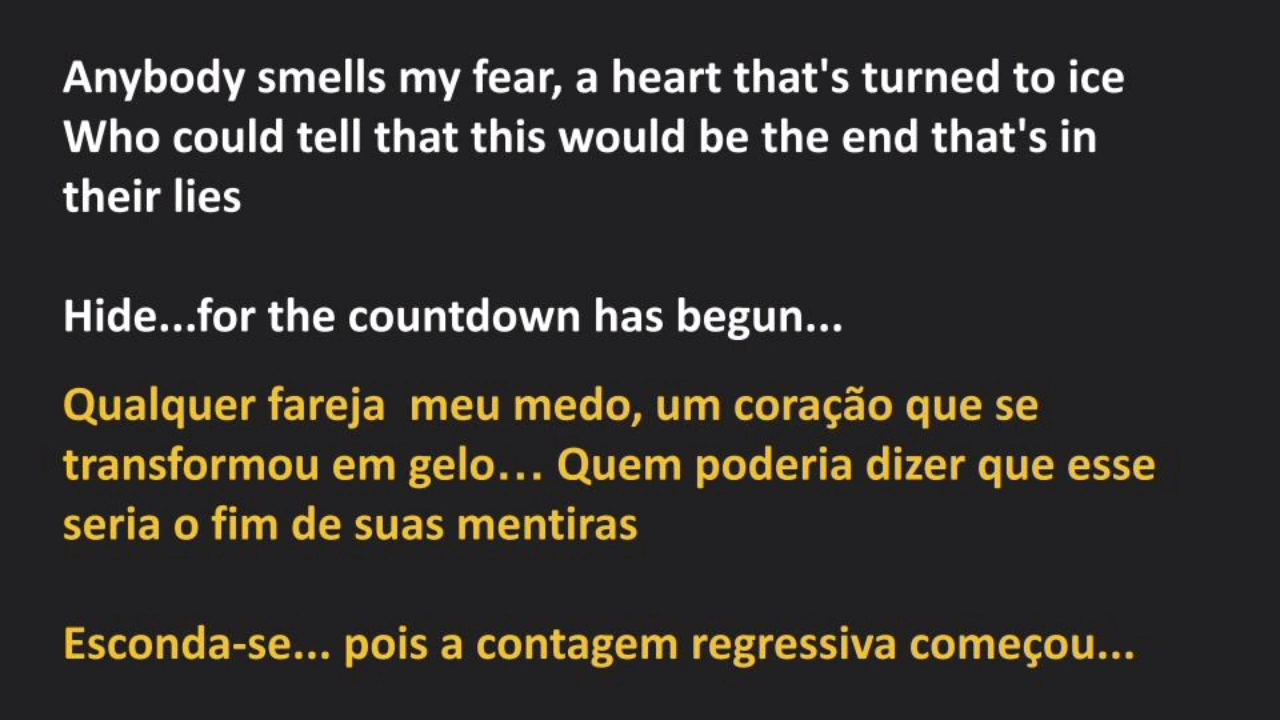 Anybody smells my fear, a heart that's turned to ice
Who could tell that this would be the end that's in
their lies
Hide...for the countdown has begun...
Qualquer fareja  meu medo, um coração que se
transformou em gelo… Quem poderia dizer que esse
seria o fim de suas mentiras
Esconda-se... pois a contagem regressiva começou...